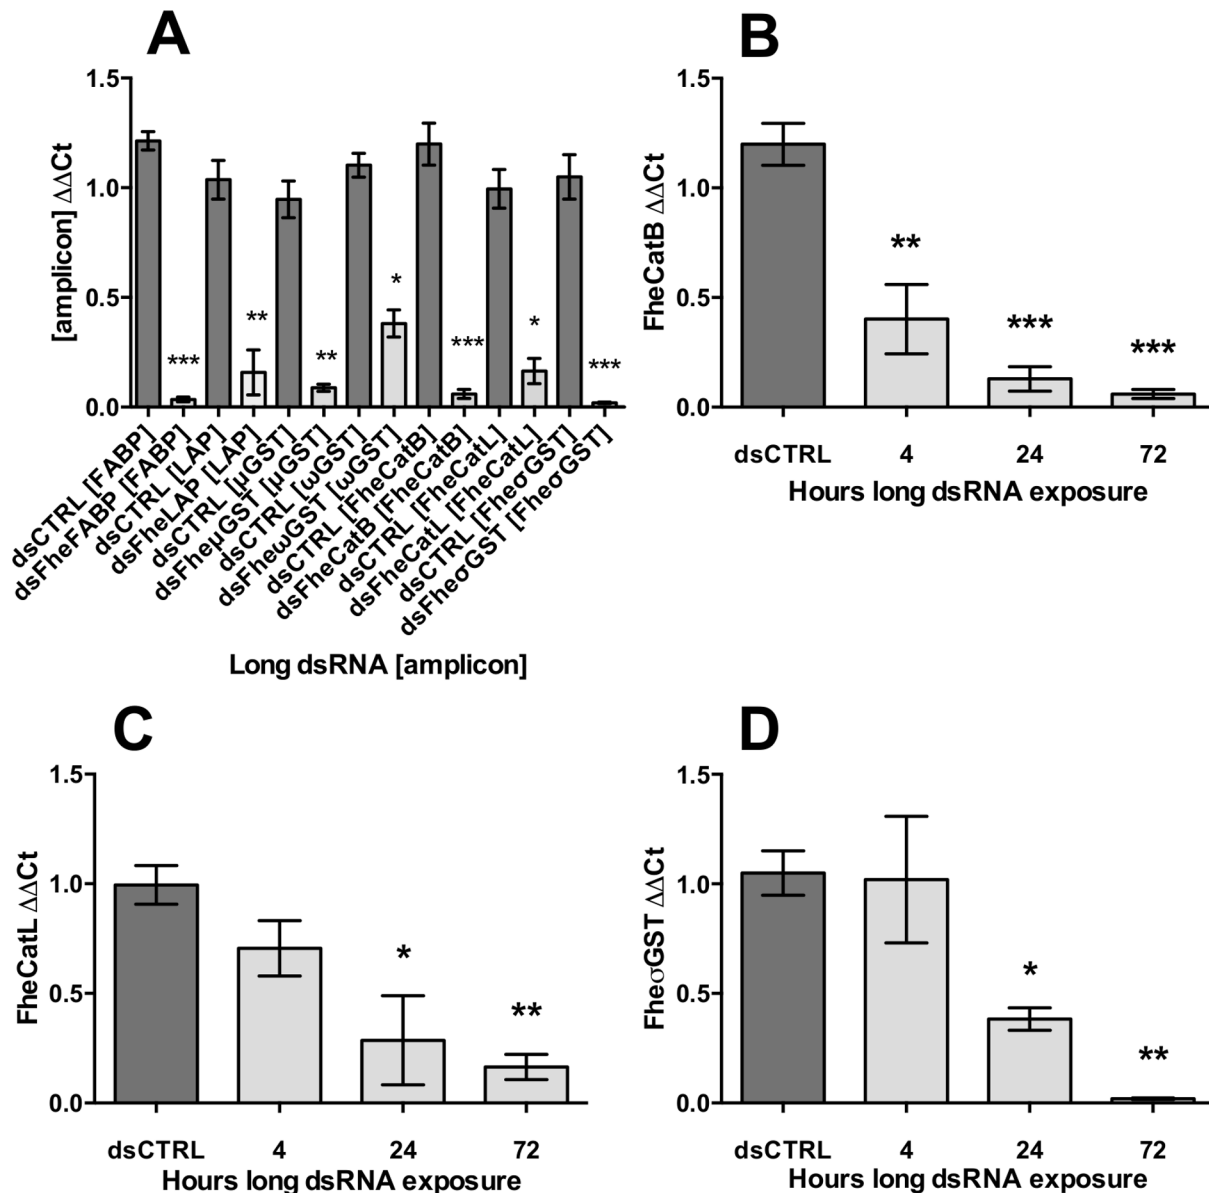 A
[amplicon] ΔΔCt
1.5
1.0
0.5
0.0
***
**
**
*
***
*
***
dsCTRL [FABP]
dsFheFABP [FABP]
dsCTRL [LAP]
dsFheLAP [LAP]
dsCTRL [μGST]
dsFheμGST [μGST]
dsCTRL [ωGST]
dsFheωGST [ωGST]
dsCTRL [FheCatB]
dsFheCatB [FheCatB]
dsCTRL [FheCatL]
dsFheCatL [FheCatL]
dsCTRL [FheσGST]
dsFheσGST [FheσGST]
Long dsRNA [amplicon]
B
FheCatB ΔΔCt
1.5
1.0
0.5
0.0
**
***
***
dsCTRL 4 24 72
Hours long dsRNA exposure
C
FheCatL ΔΔCt
1.5
1.0
0.5
0.0
*
**
dsCTRL 4 24 72
Hours long dsRNA exposure
D
FheσGST ΔΔCt
1.5
1.0
0.5
0.0
*
**
dsCTRL 4 24 72
Hours long dsRNA exposure